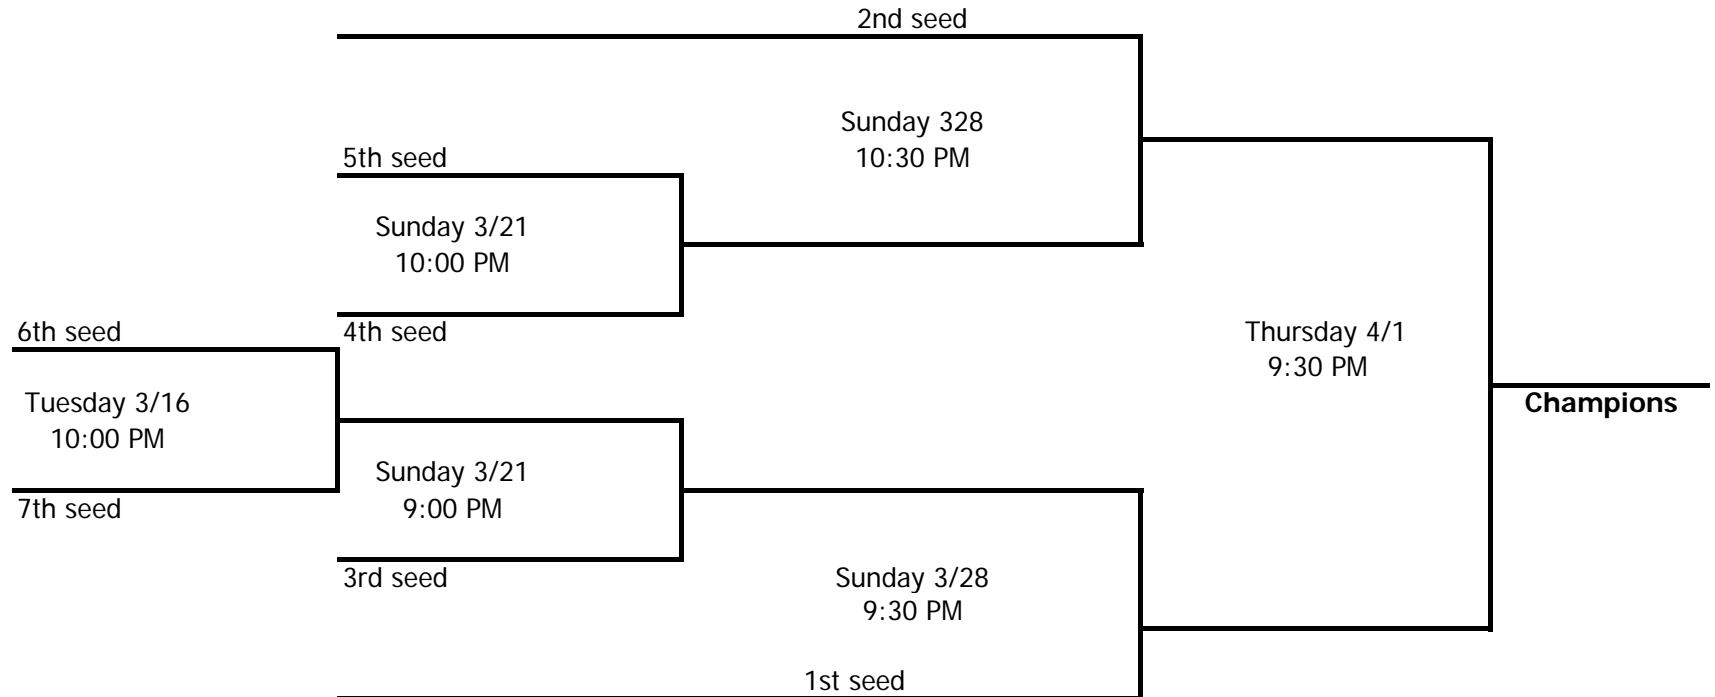 2nd seed
Sunday 328
10:30 PM
5th seed
Sunday 3/21
10:00 PM
4th seed
6th seed
Tuesday 3/16
10:00 PM
7th seed
Sunday 3/21
9:00 PM
3rd seed
Sunday 3/28
9:30 PM
1st seed
Thursday 4/1
9:30 PM
Champions